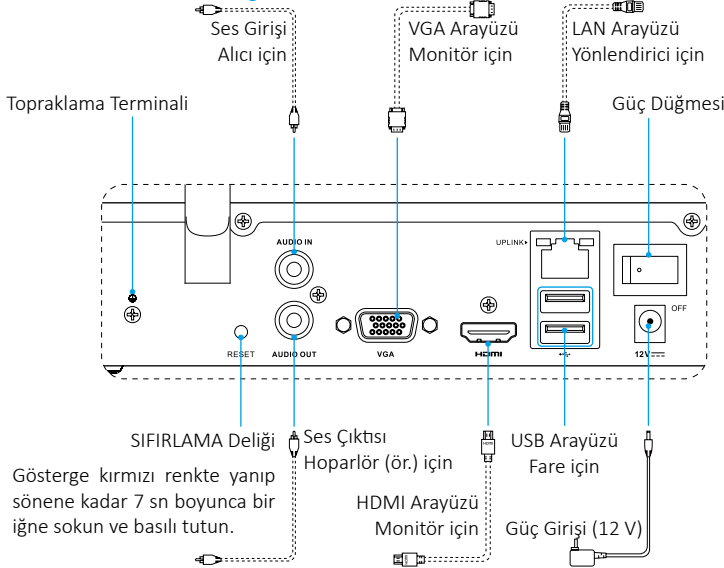 Ses Girişi
Alıcı için
VGA Arayüzü
Monitör için
LAN Arayüzü
Yönlendirici için
Topraklama Terminali
Güç Düğmesi
AUDIO IN
UPLINK
OFF
RESET
AUDIO OUT
VGA
HDMI
12V
SIFIRLAMA Deliği
Gösterge kırmızı renkte yanıp
sönene kadar 7 sn boyunca bir
iğne sokun ve basılı tutun.
Ses Çıktısı
Hoparlör (ör.) için
HDMI
HDMI Arayüzü
Monitör için
USB Arayüzü
Fare için
Güç Girişi (12 V)